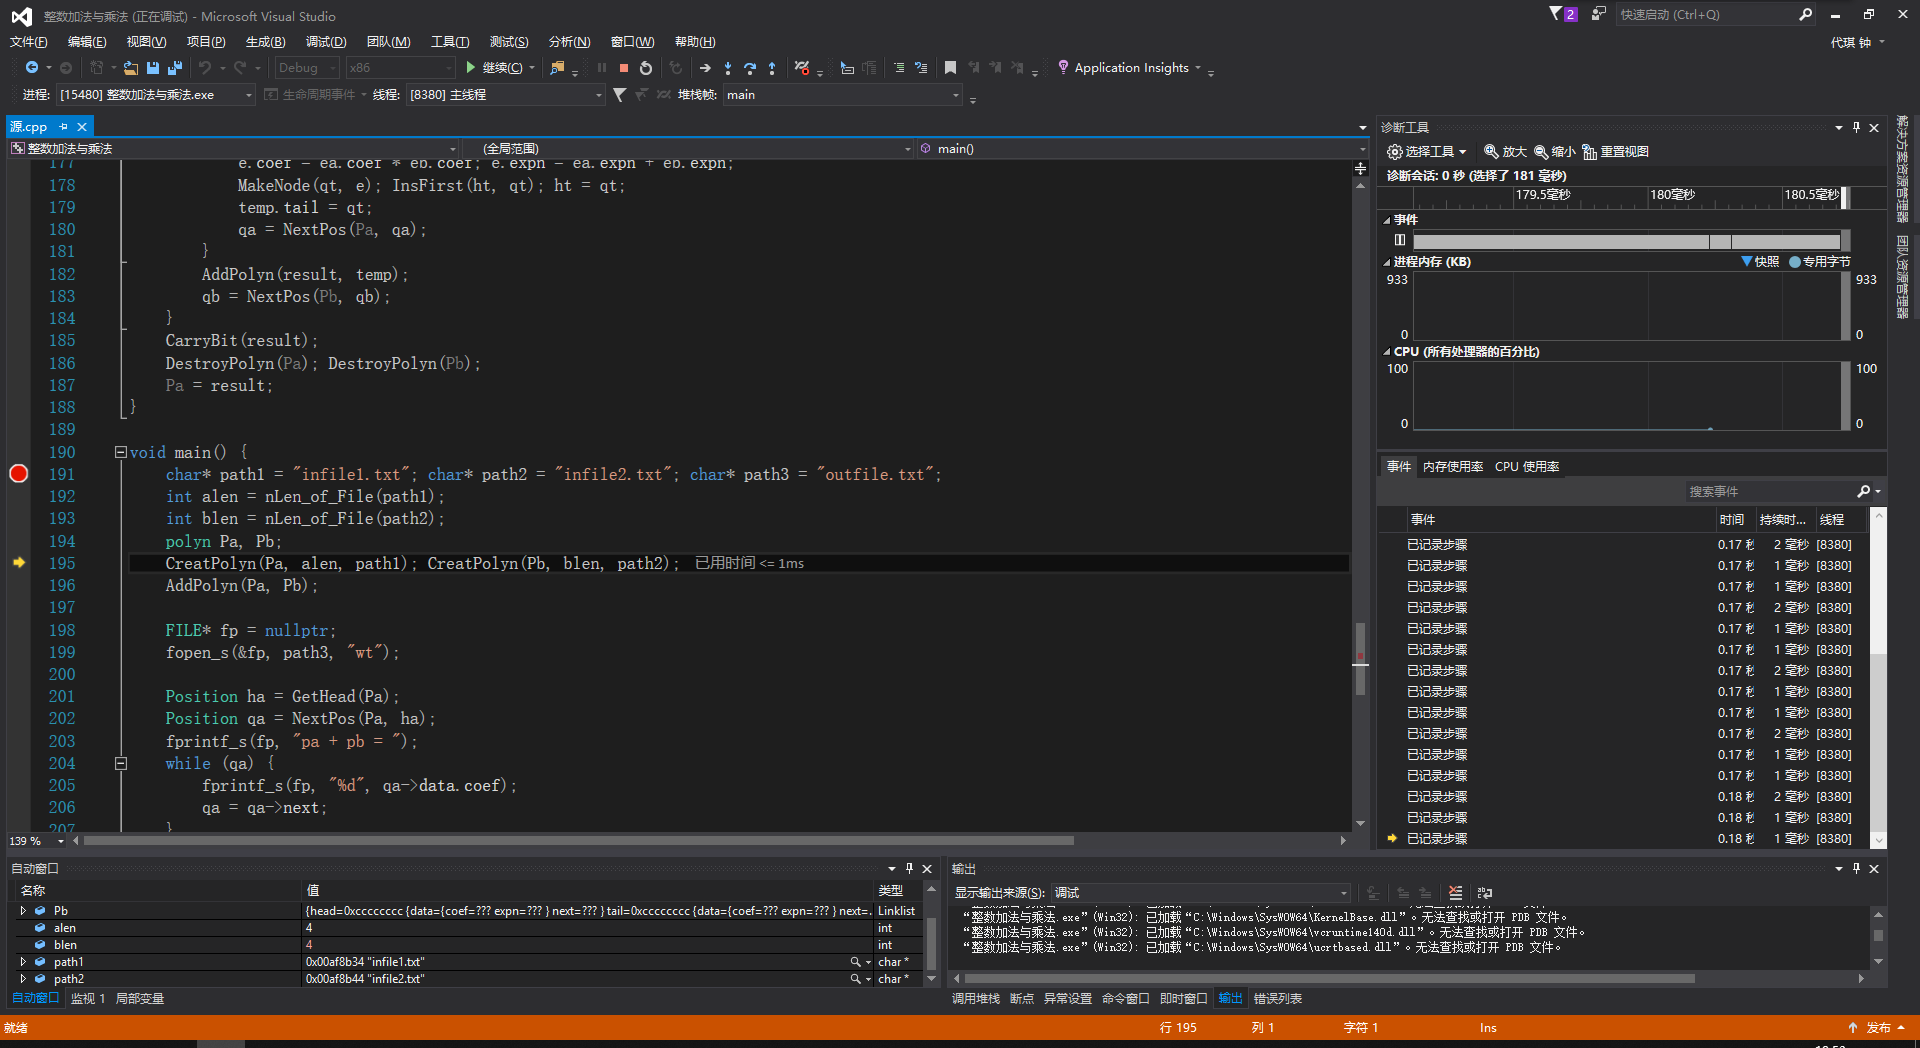 整数加法与乘法 (正在调试) - Microsoft Visual Studio
2
快速启动 (Ctrl+Q)
文件(F) 编辑(E) 视图(V) 项目(P) 生成(B) 调试(D) 团队(M) 工具(T) 测试(S) 分析(N) 窗口(W) 帮助(H)
代琪 钟
Debug x86 继续(C) Application Insights
进程: [15480] 整数加法与乘法.exe 生命周期事件 线程: [8380] 主线程 堆栈帧: main
源.cpp
整数加法与乘法 (全局范围) main()
177 e.coef = ea.coef * eb.coef; e.expn = ea.expn + eb.expn;
178 MakeNode(qt, e); InsFirst(ht, qt); ht = qt;
179 temp.tail = qt;
180 qa = NextPos(Pa, qa);
181 }
182 AddPolyn(result, temp);
183 qb = NextPos(Pb, qb);
184 }
185 CarryBit(result);
186 DestroyPolyn(Pa); DestroyPolyn(Pb);
187 Pa = result;
188 }
189
190 void main() {
191 char* path1 = "infile1.txt"; char* path2 = "infile2.txt"; char* path3 = "outfile.txt";
192 int alen = nLen_of_File(path1);
193 int blen = nLen_of_File(path2);
194 polyn Pa, Pb;
195 CreatPolyn(Pa, alen, path1); CreatPolyn(Pb, blen, path2); 已用时间 <= 1ms
196 AddPolyn(Pa, Pb);
197
198 FILE* fp = nullptr;
199 fopen_s(&fp, path3, "wt");
200
201 Position ha = GetHead(Pa);
202 Position qa = NextPos(Pa, ha);
203 fprintf_s(fp, "pa + pb = ");
204 while (qa) {
205 fprintf_s(fp, "%d", qa->data.coef);
206 qa = qa->next;
207 }
139 %
诊断工具
选择工具 放大 缩小 重置视图
诊断会话: 0 秒 (选择了 181 毫秒)
179.5毫秒 180毫秒 180.5毫秒
事件
进程内存 (KB) 快照 专用字节
933 933
0 0
CPU (所有处理器的百分比)
100 100
0 0
事件 内存使用率 CPU 使用率
搜索事件
事件 时间 持续时... 线程
已记录步骤 0.17 秒 2 毫秒 [8380]
已记录步骤 0.17 秒 1 毫秒 [8380]
已记录步骤 0.17 秒 1 毫秒 [8380]
已记录步骤 0.17 秒 2 毫秒 [8380]
已记录步骤 0.17 秒 1 毫秒 [8380]
已记录步骤 0.17 秒 1 毫秒 [8380]
已记录步骤 0.17 秒 2 毫秒 [8380]
已记录步骤 0.17 秒 1 毫秒 [8380]
已记录步骤 0.17 秒 1 毫秒 [8380]
已记录步骤 0.17 秒 2 毫秒 [8380]
已记录步骤 0.17 秒 1 毫秒 [8380]
已记录步骤 0.17 秒 1 毫秒 [8380]
已记录步骤 0.18 秒 2 毫秒 [8380]
已记录步骤 0.18 秒 1 毫秒 [8380]
已记录步骤 0.18 秒 1 毫秒 [8380]
解决方案资源管理器
团队资源管理器
自动窗口
名称 值 类型
Pb {head=0xcccccccc {data={coef=??? expn=??? } next=??? } tail=0xcccccccc {data={coef=??? expn=??? } next=... Linklist
alen 4 int
blen 4 int
path1 0x00af8b34 "infile1.txt" char *
path2 0x00af8b44 "infile2.txt" char *
自动窗口 监视 1 局部变量
输出
显示输出来源(S): 调试
“整数加法与乘法.exe”(Win32): 已加载“C:\Windows\SysWOW64\KernelBase.dll”。无法查找或打开 PDB 文件。
“整数加法与乘法.exe”(Win32): 已加载“C:\Windows\SysWOW64\vcruntime140d.dll”。无法查找或打开 PDB 文件。
“整数加法与乘法.exe”(Win32): 已加载“C:\Windows\SysWOW64\ucrtbased.dll”。无法查找或打开 PDB 文件。
调用堆栈 断点 异常设置 命令窗口 即时窗口 输出 错误列表
就绪 行 195 列 1 字符 1 Ins 发布